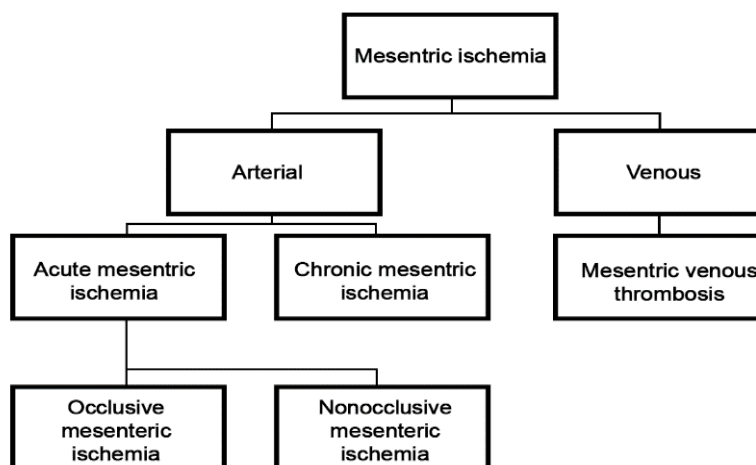 Mesentric ischemia
Arterial
Venous
Acute mesentric
ischemia
Chronic mesentric
ischemia
Mesentric venous
thrombosis
Occlusive
mesenteric
ischemia
Nonocclusive
mesenteric
ischemia